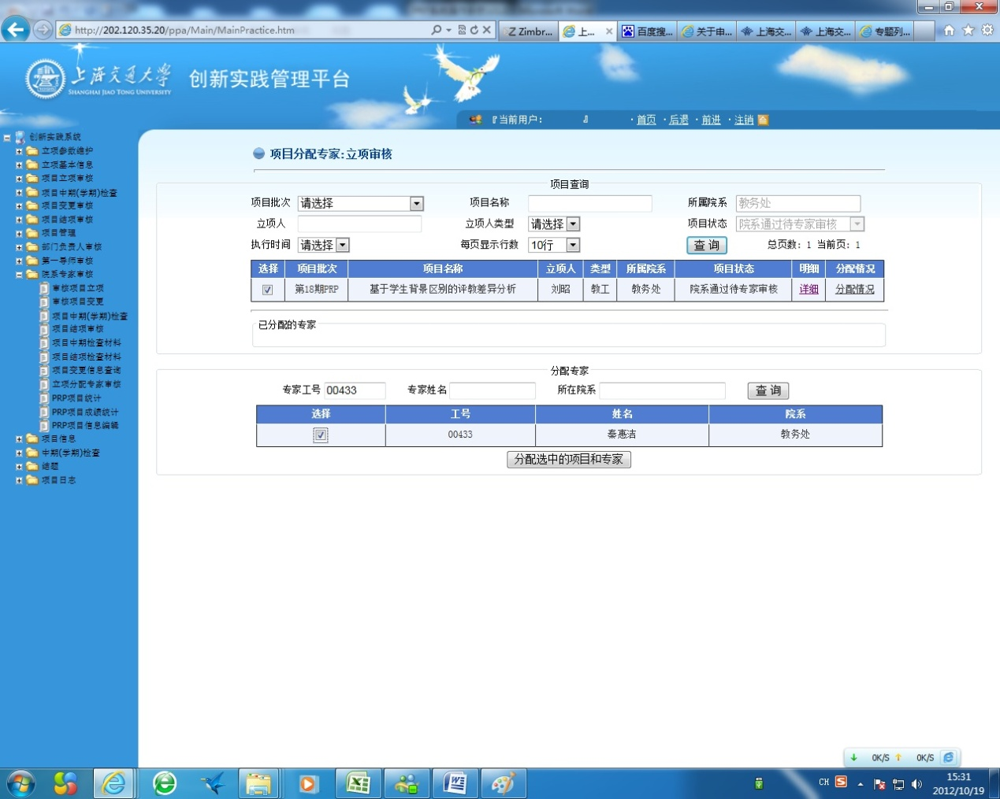 http://202.120.35.20/ppa/Main/MainPractice.htm
Zimbr...
上...
百度搜...
关于申...
上海交...
上海交...
专题列...
上海交通大学
SHANGHAI JIAO TONG UNIVERSITY
创新实践管理平台
『当前用户： 』 ·首页 ·后退 ·前进 ·注销
创新实践系统
立项参数维护
立项基本信息
项目立项审核
项目中期(学期)检查
项目变更审核
项目结项审核
项目管理
部门负责人审核
第一导师审核
院系专家审核
审核项目立项
审核项目变更
项目中期(学期)检查
项目结项审核
项目中期检查材料
项目结项检查材料
项目变更信息查询
立项分配专家审核
PRP项目统计
PRP项目成绩统计
PRP项目信息编辑
项目信息
中期(学期)检查
结题
项目日志
项目分配专家:立项审核
项目查询
项目批次 请选择 项目名称 所属院系 教务处
立项人 立项人类型 请选择 项目状态 院系通过待专家审核
执行时间 请选择 每页显示行数 10行 查 询 总页数：1 当前页：1
选择 项目批次 项目名称 立项人 类型 所属院系 项目状态 明细 分配情况
第18期PRP 基于学生背景区别的评教差异分析 刘昭 教工 教务处 院系通过待专家审核 详细 分配情况
已分配的专家
分配专家
专家工号 00433 专家姓名 所在院系 查 询
选择 工号 姓名 院系
00433 秦惠洁 教务处
分配选中的项目和专家
0K/S 0K/S
CH
15:31
2012/10/19